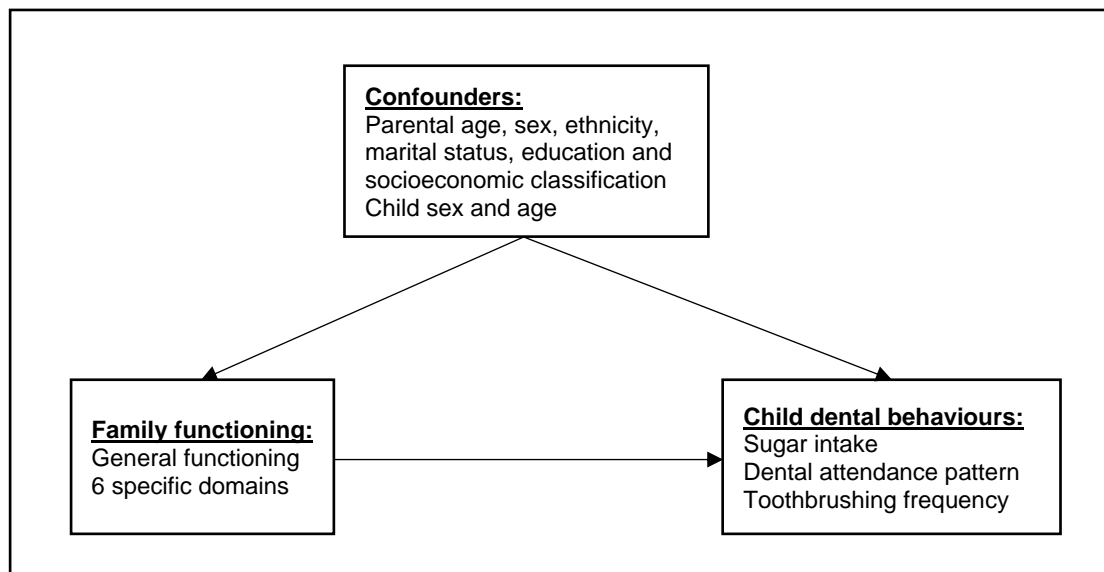 Confounders:
Parental age, sex, ethnicity,
marital status, education and
socioeconomic classification
Child sex and age
Family functioning:
General functioning
6 specific domains
Child dental behaviours:
Sugar intake
Dental attendance pattern
Toothbrushing frequency